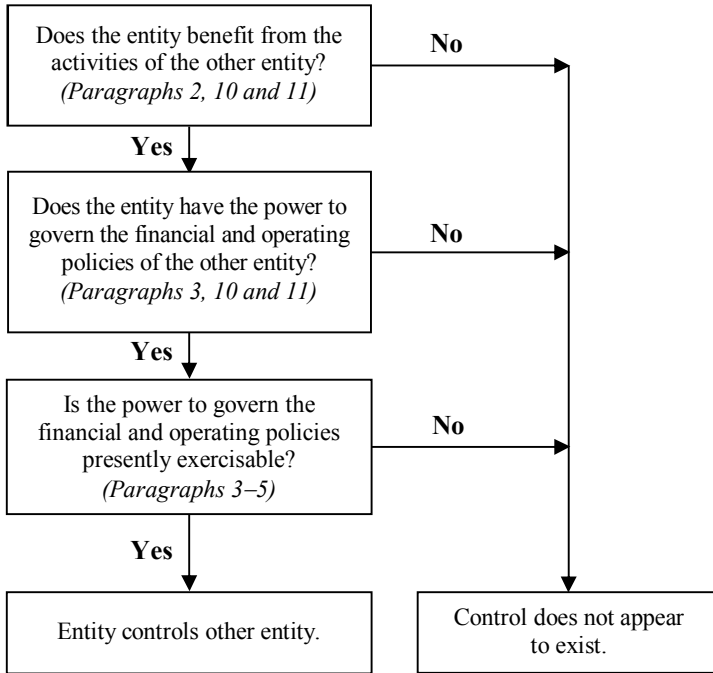 Does the entity benefit from the
activities of the other entity?
(Paragraphs 2, 10 and 11)
No
Yes
Does the entity have the power to
govern the financial and operating
policies of the other entity?
(Paragraphs 3, 10 and 11)
No
Yes
Is the power to govern the
financial and operating policies
presently exercisable?
(Paragraphs 3–5)
No
Yes
Entity controls other entity.
Control does not appear
to exist.